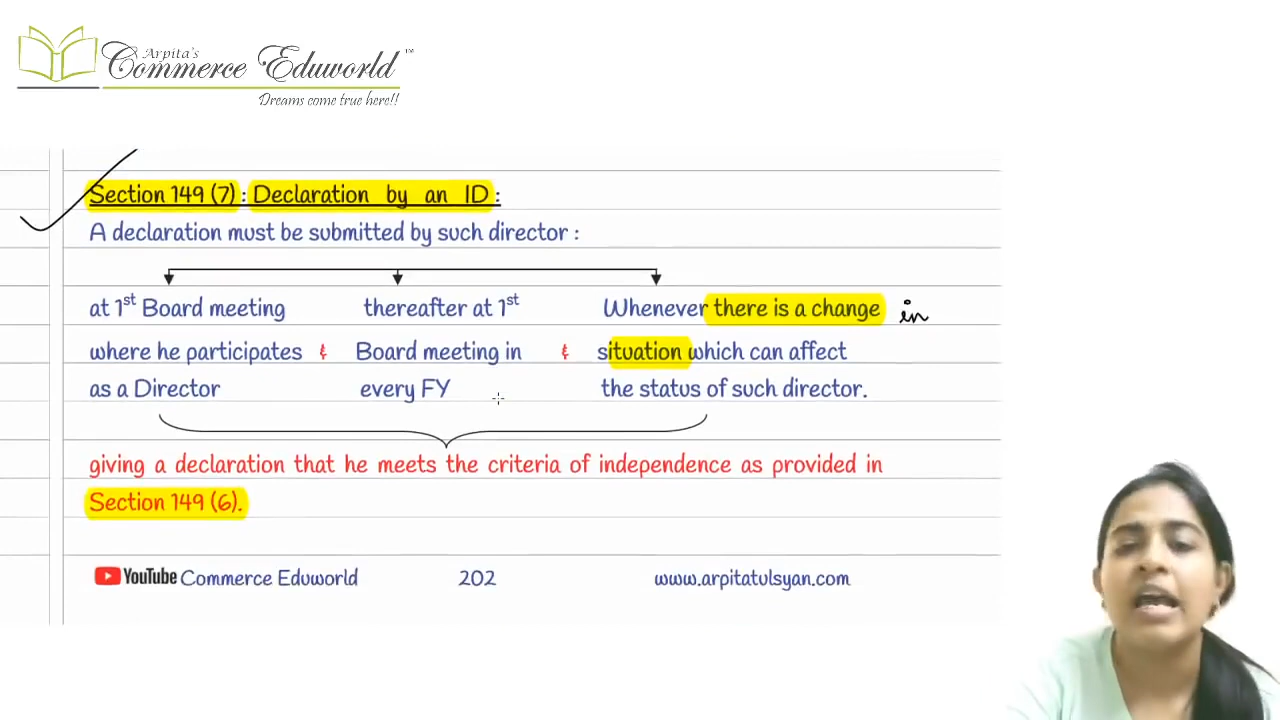 Arpita's
Commerce Eduworld™
Dreams come true here!!
Section 149 (7) : Declaration by an ID :
A declaration must be submitted by such director :
at 1st Board meeting thereafter at 1st Whenever there is a change in
where he participates & Board meeting in & situation which can affect
as a Director every FY the status of such director.
giving a declaration that he meets the criteria of independence as provided in
Section 149 (6).
YouTube Commerce Eduworld 202 www.arpitatulsyan.com